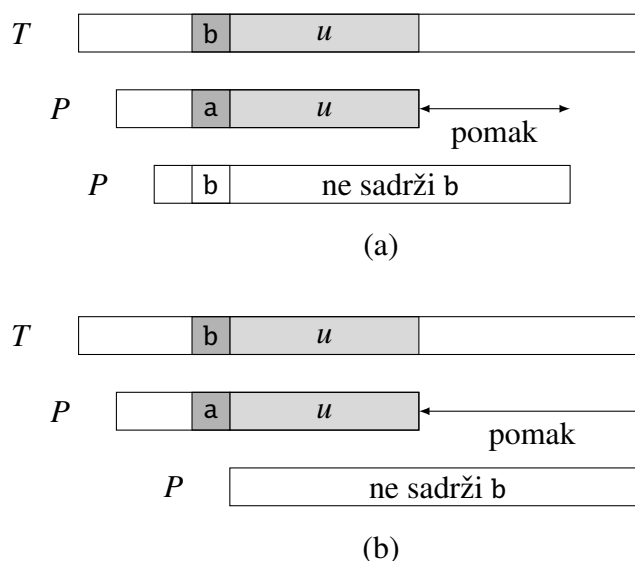 T b u
P a u
pomak
P b ne sadrži b
(a)
T b u
P a u
pomak
P ne sadrži b
(b)